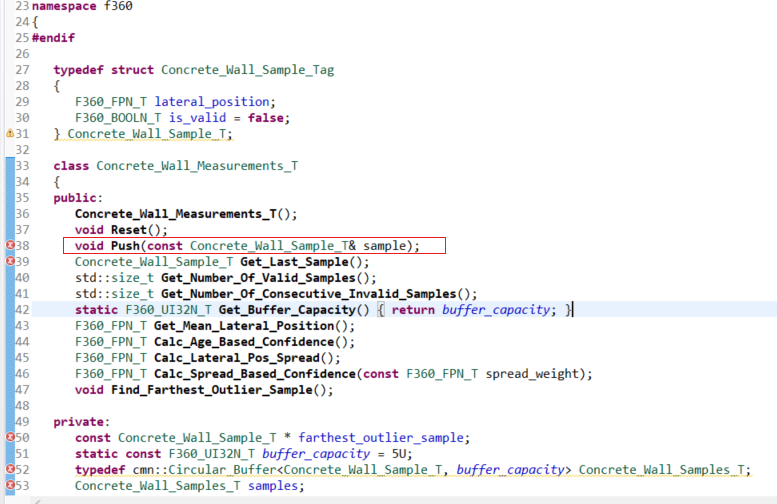 23 namespace f360
24 {
25 #endif
26
27 typedef struct Concrete_Wall_Sample_Tag
28 {
29 F360_FPN_T lateral_position;
30 F360_BOOLN_T is_valid = false;
31 } Concrete_Wall_Sample_T;
32
33 class Concrete_Wall_Measurements_T
34 {
35 public:
36 Concrete_Wall_Measurements_T();
37 void Reset();
38 void Push(const Concrete_Wall_Sample_T& sample);
39 Concrete_Wall_Sample_T Get_Last_Sample();
40 std::size_t Get_Number_Of_Valid_Samples();
41 std::size_t Get_Number_Of_Consecutive_Invalid_Samples();
42 static F360_UI32N_T Get_Buffer_Capacity() { return buffer_capacity; }
43 F360_FPN_T Get_Mean_Lateral_Position();
44 F360_FPN_T Calc_Age_Based_Confidence();
45 F360_FPN_T Calc_Lateral_Pos_Spread();
46 F360_FPN_T Calc_Spread_Based_Confidence(const F360_FPN_T spread_weight);
47 void Find_Farthest_Outlier_Sample();
48
49 private:
50 const Concrete_Wall_Sample_T * farthest_outlier_sample;
51 static const F360_UI32N_T buffer_capacity = 5U;
52 typedef cmn::Circular_Buffer<Concrete_Wall_Sample_T, buffer_capacity> Concrete_Wall_Samples_T;
53 Concrete_Wall_Samples_T samples;